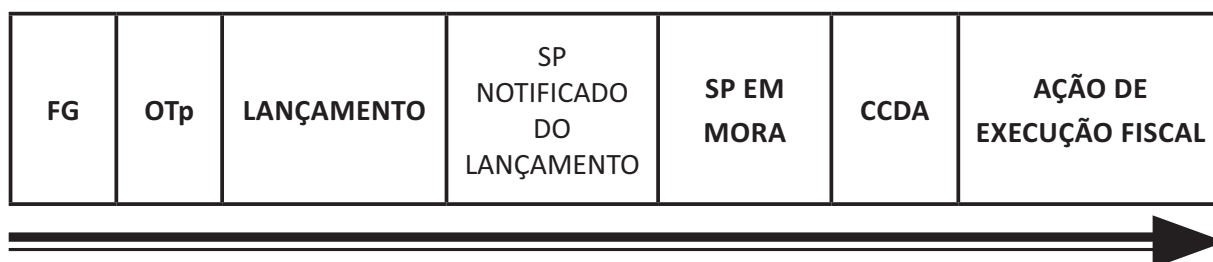 FG
OTp
LANÇAMENTO
SP
NOTIFICADO
DO
LANÇAMENTO
SP EM
MORA
CCDA
AÇÃO DE
EXECUÇÃO FISCAL